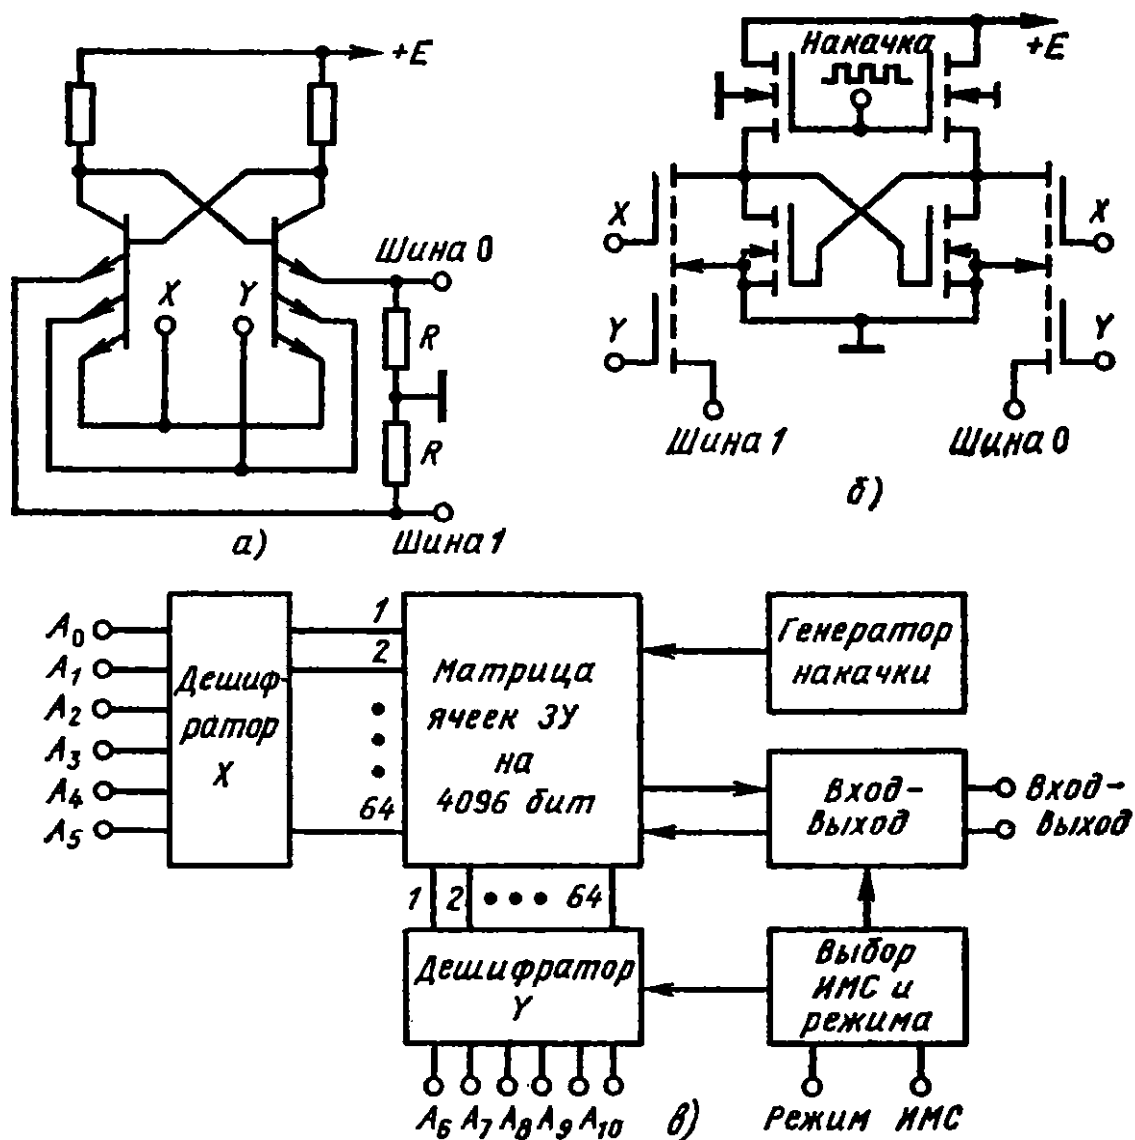 +E
X Y
Шина 0
R
R
Шина 1
а)
Накачка
+E
X
X
Y
Y
Шина 1
Шина 0
б)
A0
A1
A2
A3
A4
A5
Дешиф-
ратор
X
1
2
64
Матрица
ячеек ЗУ
на
4096 бит
Генератор
накачки
Вход-
Выход
Вход-
Выход
1 2 64
Дешифратор
Y
Выбор
ИМС и
режима
A6 A7 A8 A9 A10
в)
Режим ИМС